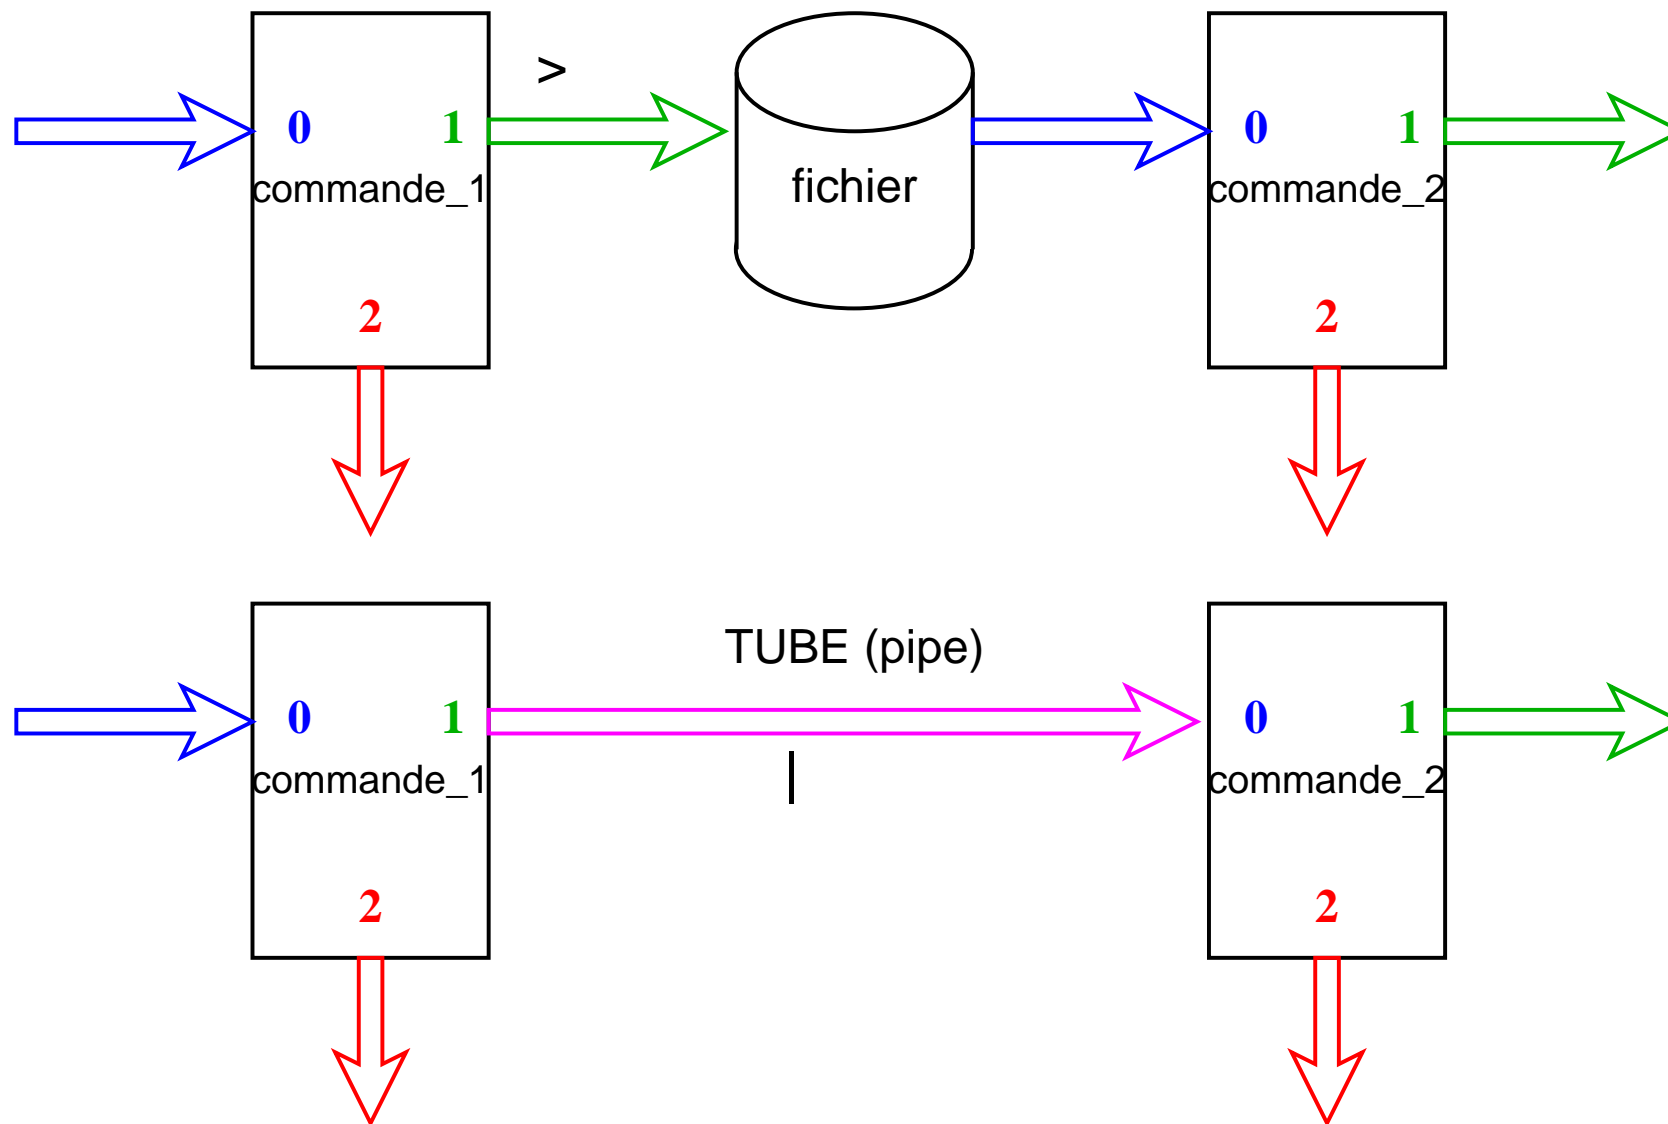 >
0 1 0 1
commande_1 fichier commande_2
2 2
TUBE (pipe)
0 1 0 1
commande_1 | commande_2
2 2